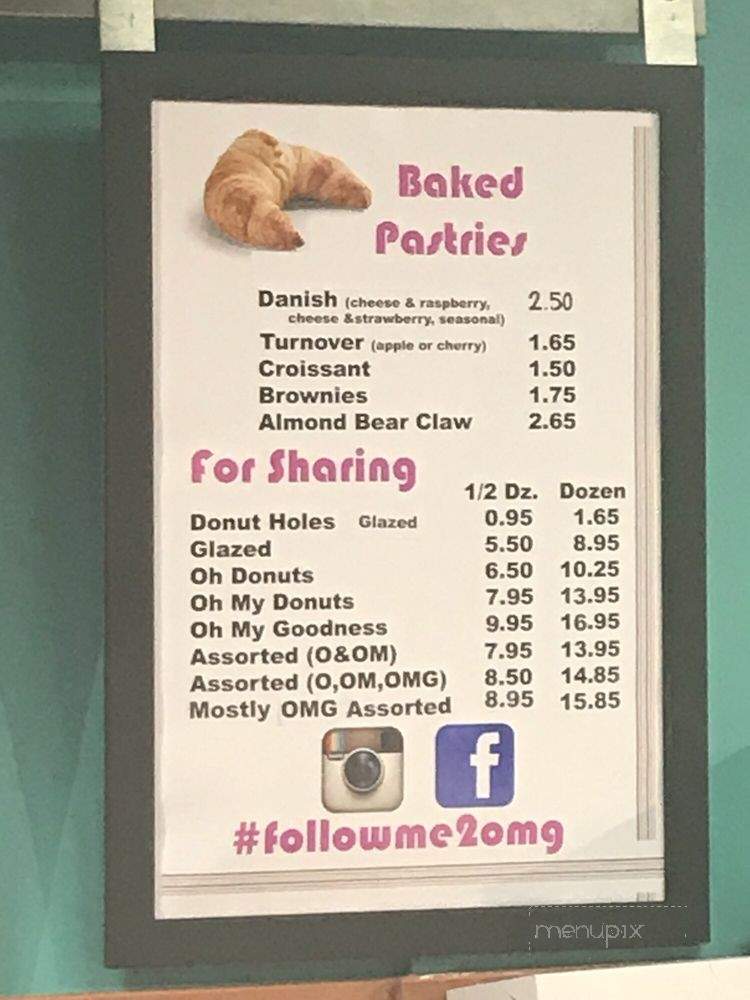 Baked
Pastries
Danish (cheese & raspberry, 2.50
cheese &strawberry, seasonal)
Turnover (apple or cherry) 1.65
Croissant 1.50
Brownies 1.75
Almond Bear Claw 2.65
For Sharing
1/2 Dz. Dozen
Donut Holes Glazed 0.95 1.65
Glazed 5.50 8.95
Oh Donuts 6.50 10.25
Oh My Donuts 7.95 13.95
Oh My Goodness 9.95 16.95
Assorted (O&OM) 7.95 13.95
Assorted (O,OM,OMG) 8.50 14.85
Mostly OMG Assorted 8.95 15.85
f
#followme2omg
menupix